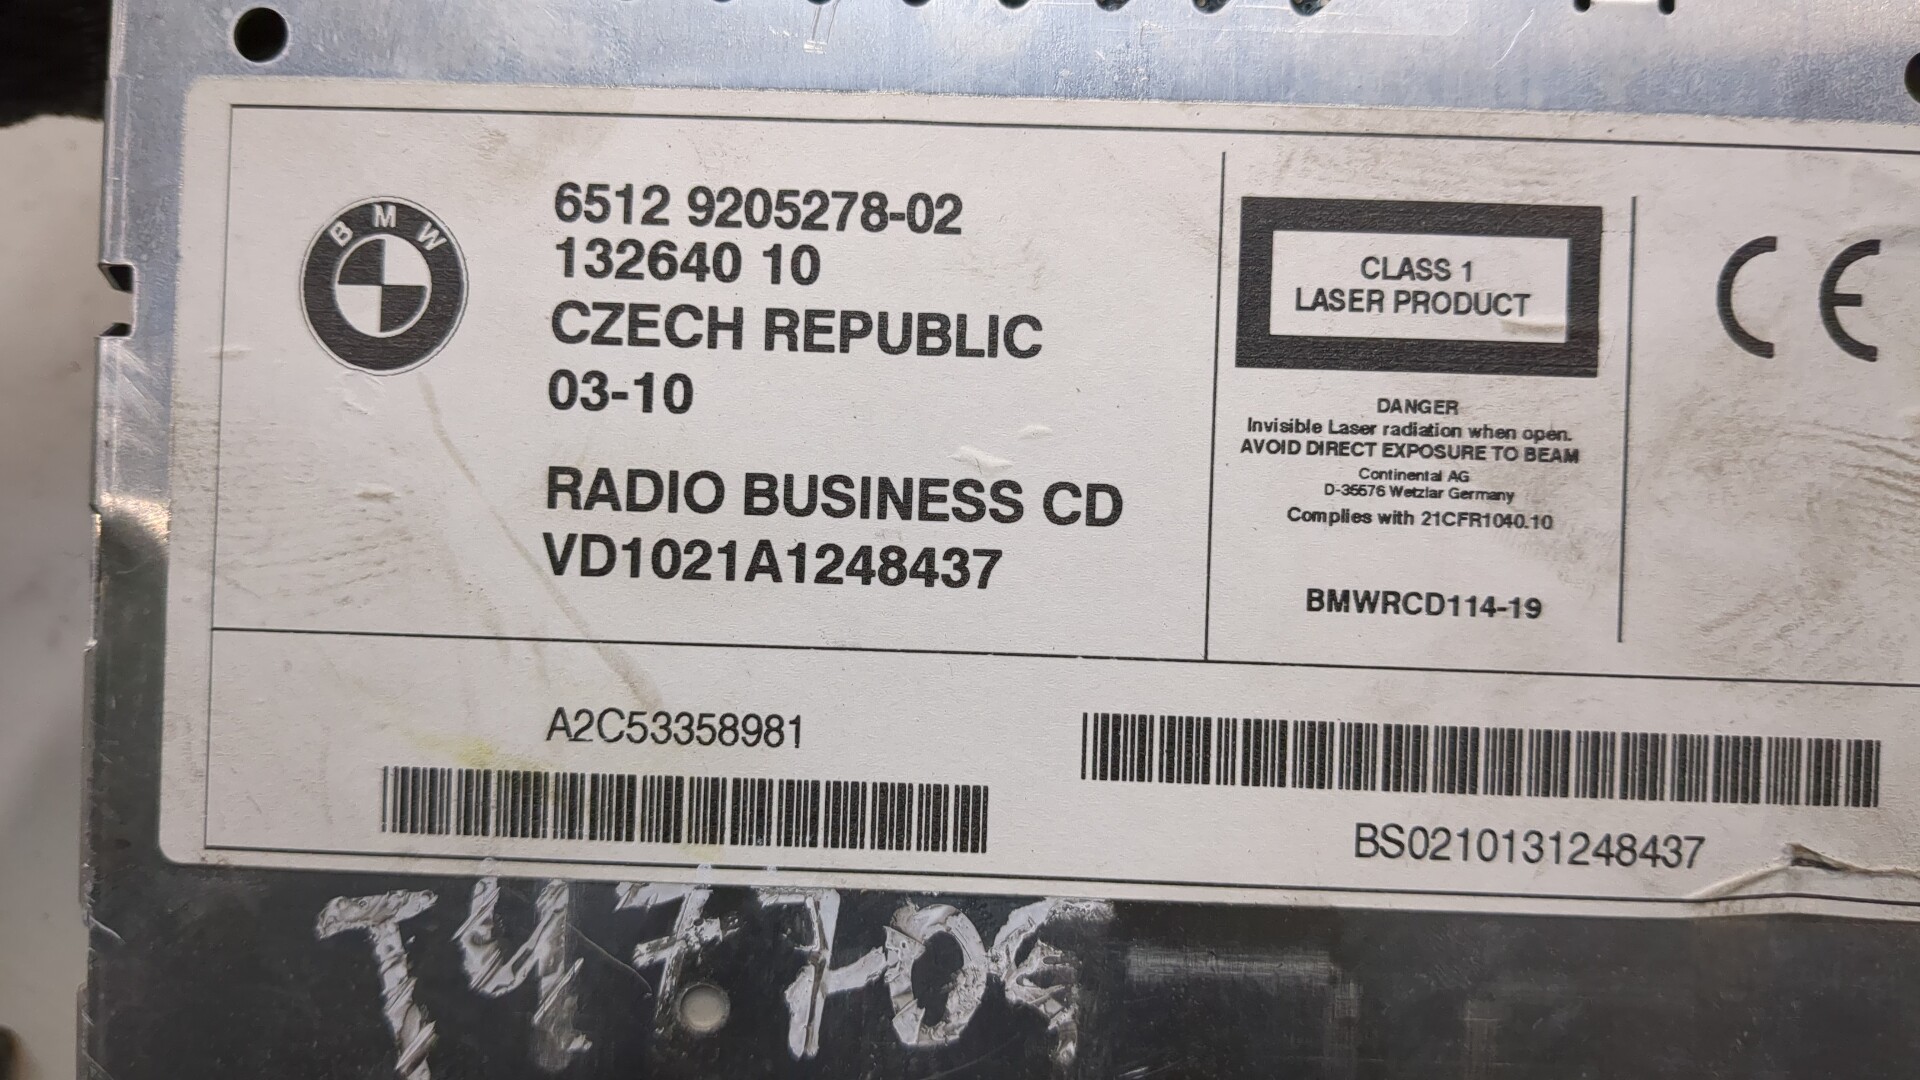 BMW
6512 9205278-02
132640 10
CZECH REPUBLIC
03-10
RADIO BUSINESS CD
VD1021A1248437
CLASS 1
LASER PRODUCT
DANGER
Invisible Laser radiation when open.
AVOID DIRECT EXPOSURE TO BEAM
Continental AG
D-35576 Wetzlar Germany
Complies with 21CFR1040.10
BMWRCD114-19
CE
A2C53358981
BS0210131248437